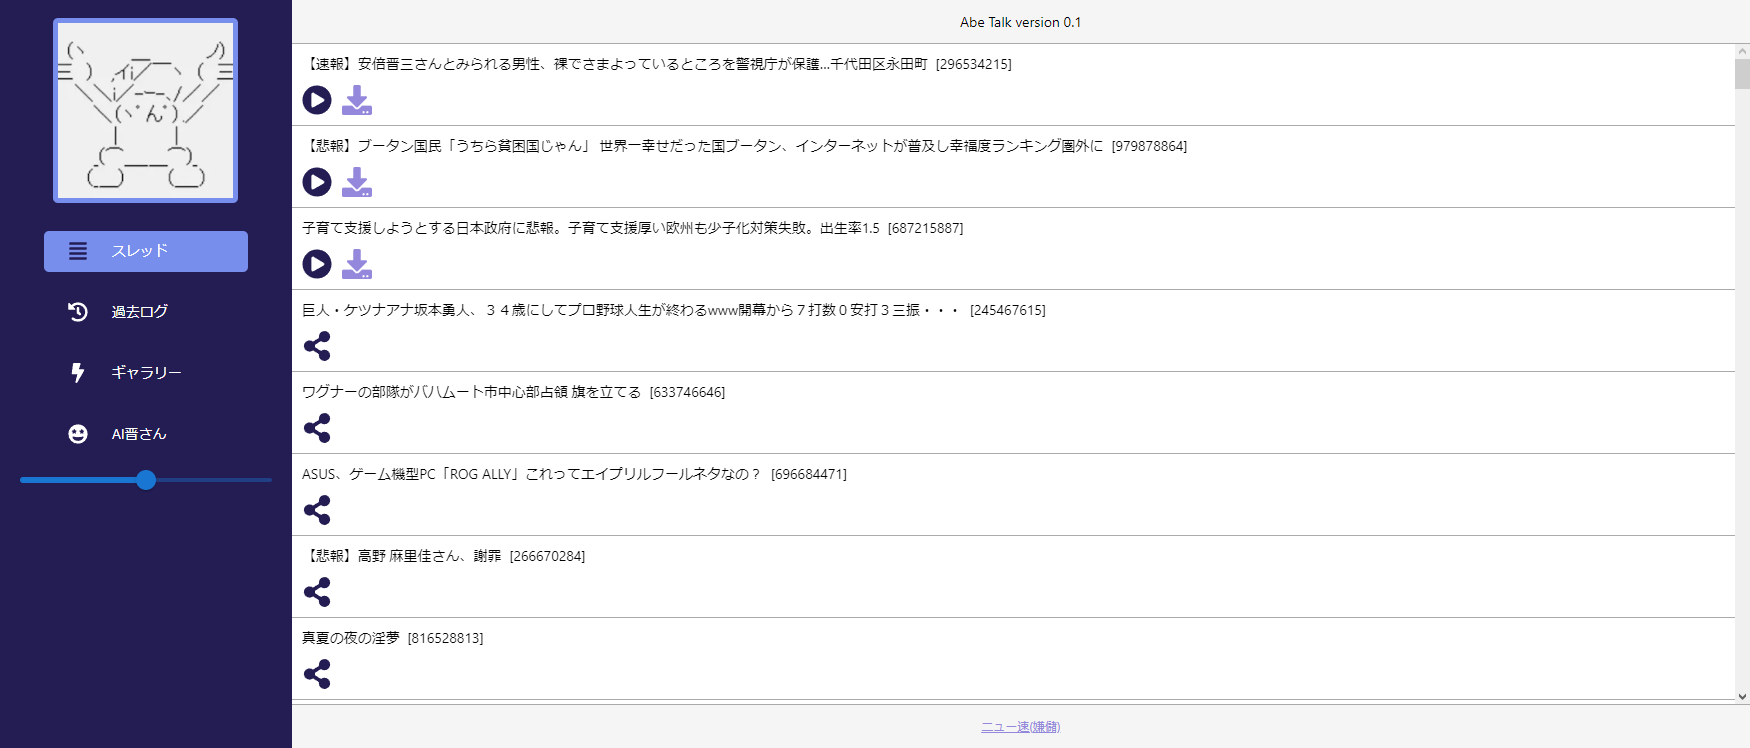 Abe Talk version 0.1
スレッド
過去ログ
ギャラリー
AI晋さん
【速報】安倍晋三さんとみられる男性、裸でさまよっているところを警視庁が保護...千代田区永田町 [296534215]
【悲報】ブータン国民「うちら貧困国じゃん」 世界一幸せだった国ブータン、インターネットが普及し幸福度ランキング圏外に [979878864]
子育て支援しようとする日本政府に悲報。子育て支援厚い欧州も少子化対策失敗。出生率1.5 [687215887]
巨人・ケツナアナ坂本勇人、３４歳にしてプロ野球人生が終わるwww開幕から７打数０安打３三振・・・ [245467615]
ワグナーの部隊がバハムート市中心部占領 旗を立てる [633746646]
ASUS、ゲーム機型PC「ROG ALLY」これってエイプリルフールネタなの？ [696684471]
【悲報】高野麻里佳さん、謝罪 [266670284]
真夏の夜の淫夢 [816528813]
ニュー速(嫌儲)